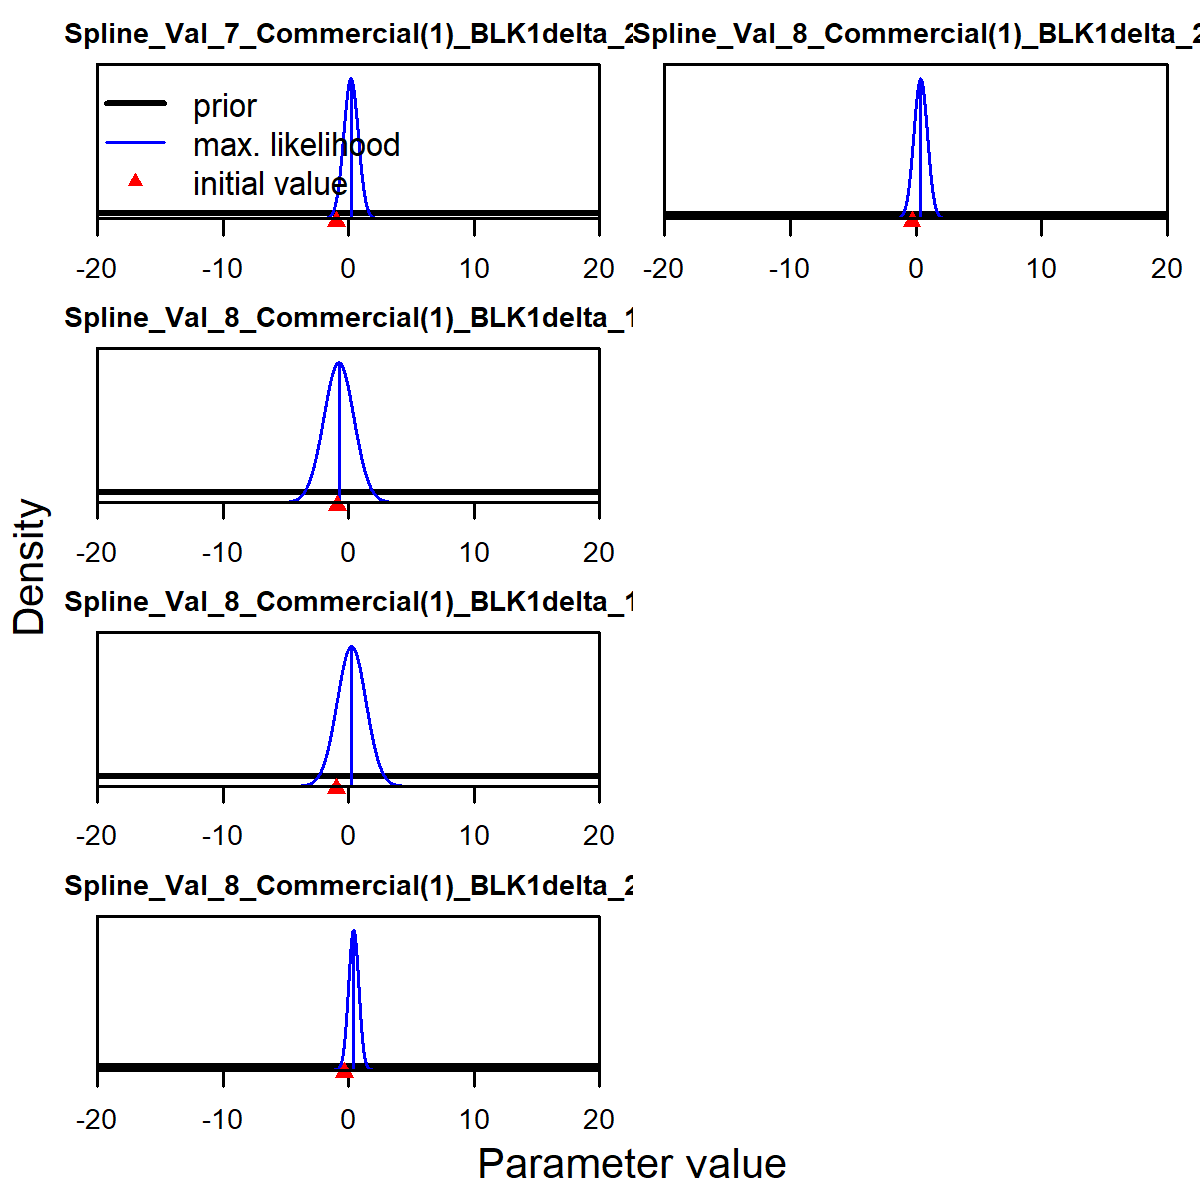 Spline_Val_7_Commercial(1)_BLK1delta_2
Spline_Val_8_Commercial(1)_BLK1delta_2
prior
max. likelihood
initial value
-20 -10 0 10 20
-20 -10 0 10 20
Spline_Val_8_Commercial(1)_BLK1delta_1
-20 -10 0 10 20
Spline_Val_8_Commercial(1)_BLK1delta_1
-20 -10 0 10 20
Spline_Val_8_Commercial(1)_BLK1delta_2
-20 -10 0 10 20
Density
Parameter value